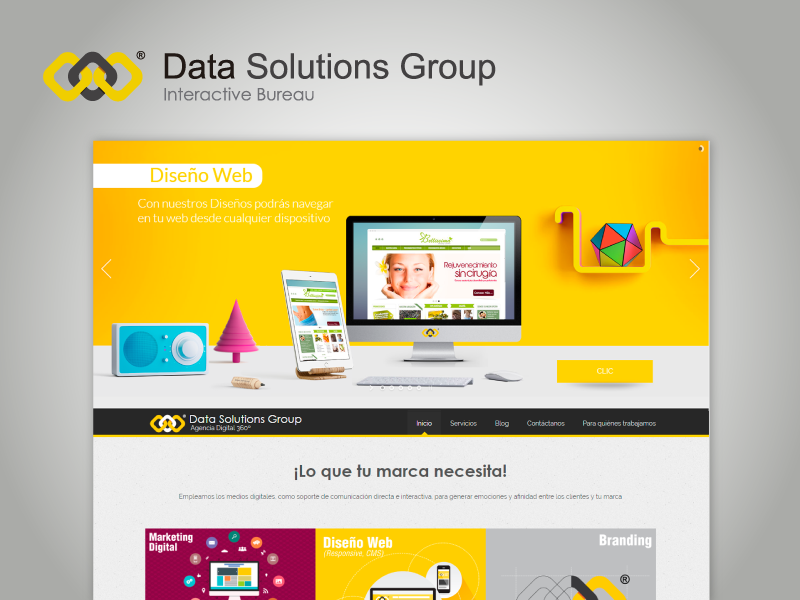 ®
Data Solutions Group
Interactive Bureau
Diseño Web
Con nuestros Diseños podrás navegar
en tu web desde cualquier dispositivo
Bellissima
Rejuvenecimiento
sin cirugía
CLIC
Data Solutions Group
Agencia Digital 360°
Inicio
Servicios
Blog
Contáctanos
Para quiénes trabajamos
¡Lo que tu marca necesita!
Empleamos los medios digitales, como soporte de comunicación directa e interactiva, para generar emociones y afinidad entre los clientes y tu marca
Marketing
Digital
Diseño Web
(Responsive, CMS)
Branding
®